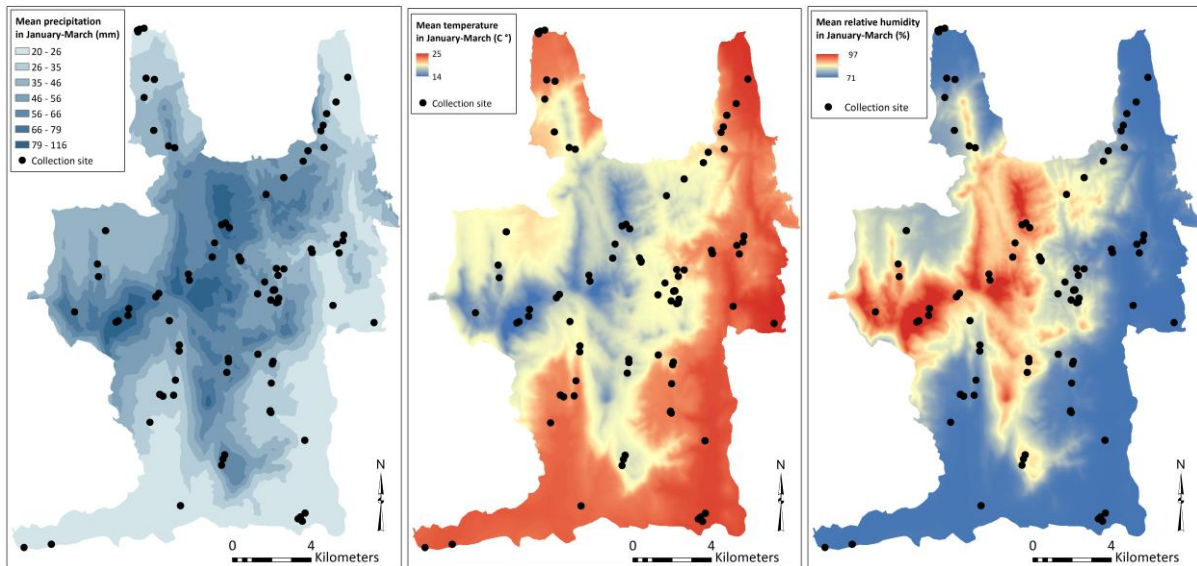 Mean precipitation
in January-March (mm)
20 - 26
26 - 35
35 - 46
46 - 56
56 - 66
66 - 79
79 - 116
Collection site
N
0 4
Kilometers
Mean temperature
in January-March (C °)
25
14
Collection site
N
0 4
Kilometers
Mean relative humidity
in January-March (%)
97
71
Collection site
N
0 4
Kilometers